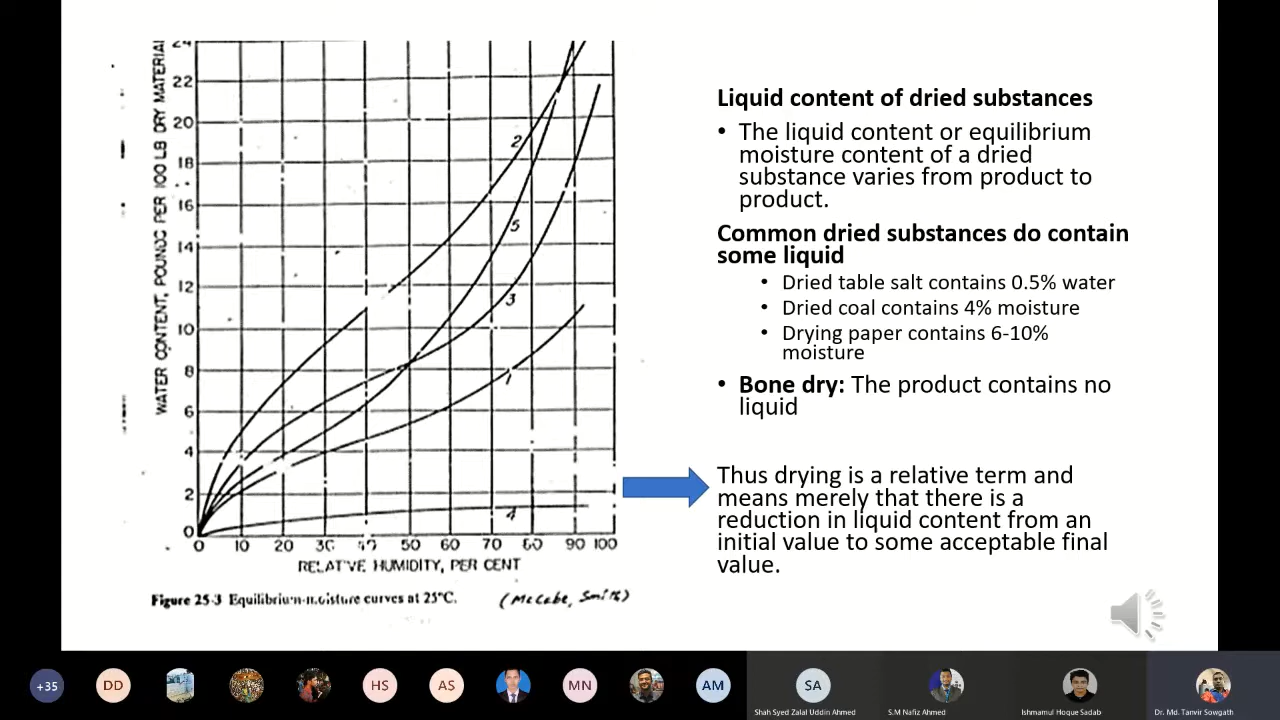 WATER CONTENT, POUNDS PER 100 LB DRY MATERIAL
24
22
20
18
16
14
12
10
8
6
4
2
0
2
5
3
1
4
0 10 20 30 40 50 60 70 80 90 100
RELATIVE HUMIDITY, PER CENT
Figure 25-3 Equilibrium-moisture curves at 25°C. (McCabe, Smith)
Liquid content of dried substances
• The liquid content or equilibrium
moisture content of a dried
substance varies from product to
product.
Common dried substances do contain
some liquid
• Dried table salt contains 0.5% water
• Dried coal contains 4% moisture
• Drying paper contains 6-10%
moisture
• Bone dry: The product contains no
liquid
Thus drying is a relative term and
means merely that there is a
reduction in liquid content from an
initial value to some acceptable final
value.
+35
DD
HS
AS
MN
AM
SA
Shah Syed Zalal Uddin Ahmed
S.M Nafiz Ahmed
Ishmamul Hoque Sadab
Dr. Md. Tanvir Sowgath